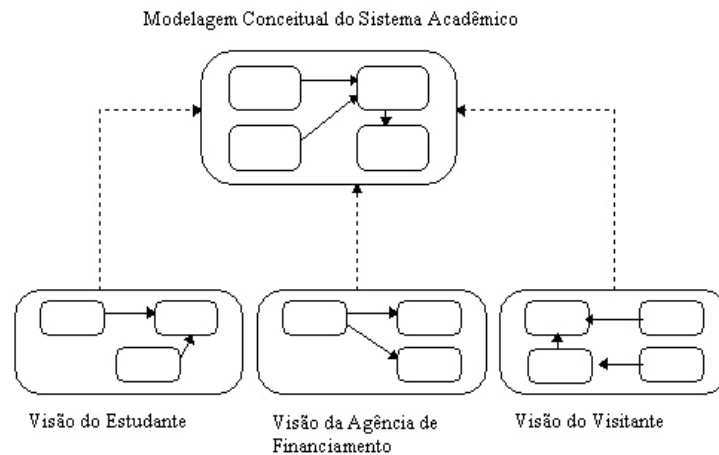 Modelagem Conceitual do Sistema Acadêmico
Visão do Estudante
Visão da Agência de
Financiamento
Visão do Visitante